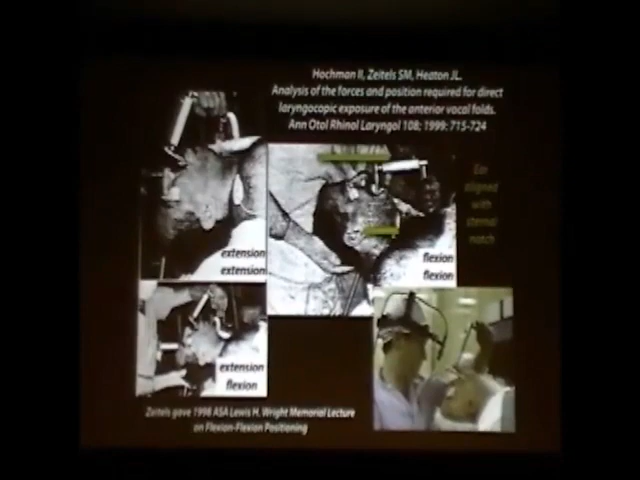 Hochman II, Zeitels SM, Heaton JL.
Analysis of the forces and position required for direct
laryngocopic exposure of the anterior vocal folds.
Ann Otol Rhinol Laryngol 108; 1999: 715-724
Ear
aligned
with
sternal
notch
extension
extension
flexion
flexion
extension
flexion
Zeitels gave 1998 ASA Lewis H. Wright Memorial Lecture
on Flexion-Flexion Positioning